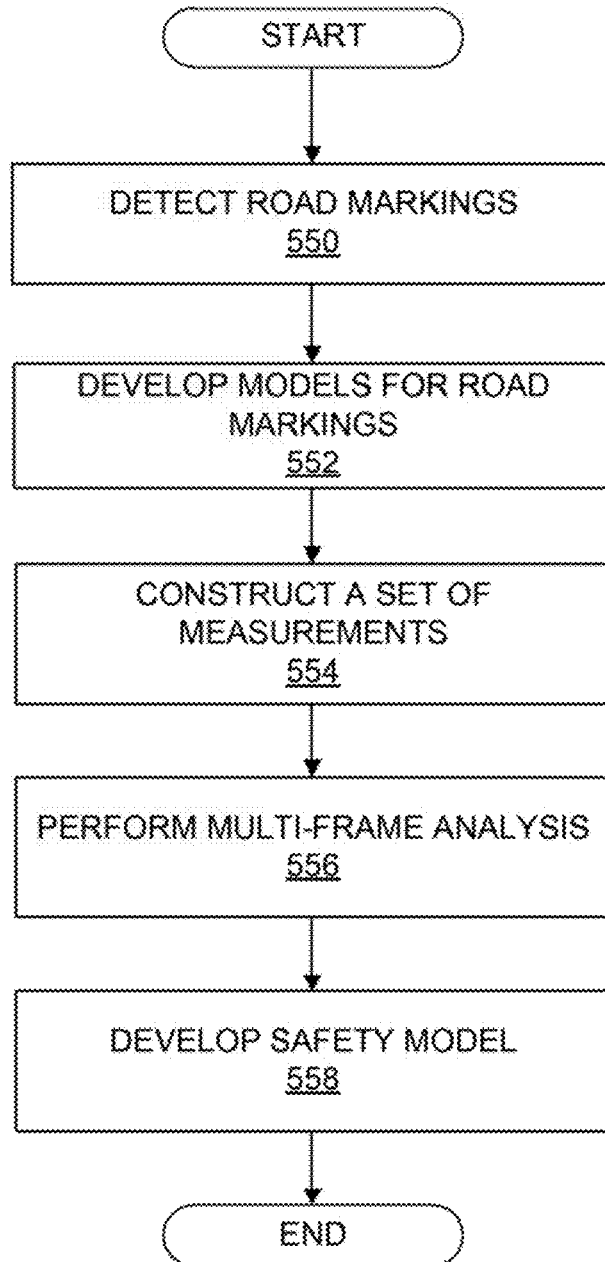 START
DETECT ROAD MARKINGS
550
DEVELOP MODELS FOR ROAD
MARKINGS
552
CONSTRUCT A SET OF
MEASUREMENTS
554
PERFORM MULTI-FRAME ANALYSIS
556
DEVELOP SAFETY MODEL
558
END